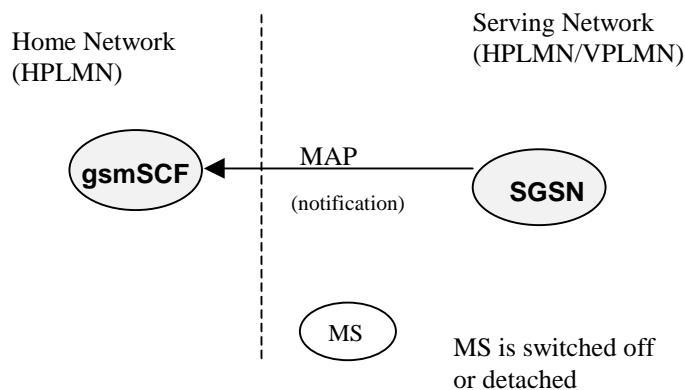 Home Network
(HPLMN)
Serving Network
(HPLMN/VPLMN)
gsmSCF
MAP
(notification)
SGSN
MS
MS is switched off
or detached